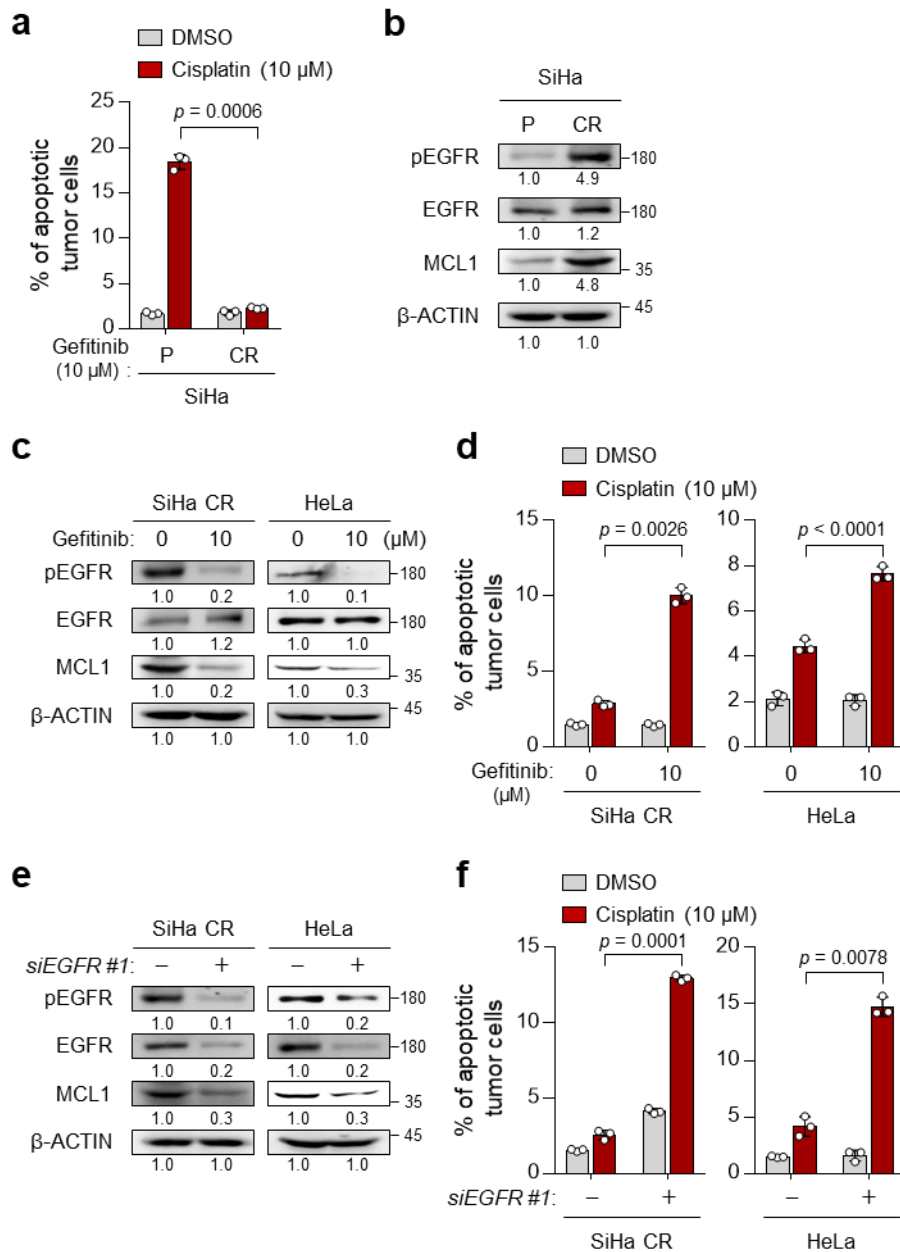 a
DMSO
Cisplatin (10 µM)
p = 0.0006
25
20
15
10
5
0
% of apoptotic
tumor cells
Gefitinib
(10 µM) :
P CR
SiHa
b
SiHa
P CR
pEGFR
180
1.0 4.9
EGFR
180
1.0 1.2
MCL1
35
1.0 4.8
β-ACTIN
45
1.0 1.0
c
SiHa CR HeLa
Gefitinib: 0 10 0 10 (µM)
pEGFR
180
1.0 0.2 1.0 0.1
EGFR
180
1.0 1.2 1.0 1.0
MCL1
35
1.0 0.2 1.0 0.3
β-ACTIN
45
1.0 1.0 1.0 1.0
d
DMSO
Cisplatin (10 µM)
% of apoptotic
tumor cells
15
10
5
0
p = 0.0026
8
6
4
2
0
p < 0.0001
Gefitinib: 0 10 0 10
(µM)
SiHa CR HeLa
e
SiHa CR HeLa
siEGFR #1: – + – +
pEGFR
180
1.0 0.1 1.0 0.2
EGFR
180
1.0 0.2 1.0 0.2
MCL1
35
1.0 0.3 1.0 0.3
β-ACTIN
45
1.0 1.0 1.0 1.0
f
DMSO
Cisplatin (10 µM)
% of apoptotic
tumor cells
15
10
5
0
p = 0.0001
20
15
10
5
0
p = 0.0078
siEGFR #1: – + – +
SiHa CR HeLa